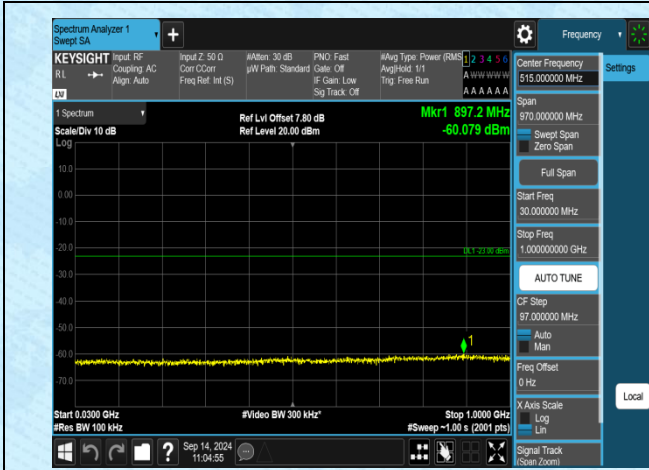 Spectrum Analyzer 1
Swept SA
+
Frequency
KEYSIGHT
RL
LXI
Input: RF
Coupling: AC
Align: Auto
Input Z: 50 Ω
Corr CCorr
Freq Ref: Int (S)
#Atten: 30 dB
µW Path: Standard
PNO: Fast
Gate: Off
IF Gain: Low
Sig Track: Off
#Avg Type: Power (RMS
Avg|Hold: 1/1
Trig: Free Run
1 2 3 4 5 6
A W W W W W
A A A A A A
1 Spectrum
Scale/Div 10 dB
Ref Lvl Offset 7.80 dB
Ref Level 20.00 dBm
Mkr1 897.2 MHz
-60.079 dBm
Log
10.0
0.00
-10.0
-20.0
DL1 -23.00 dBm
-30.0
-40.0
-50.0
1
-60.0
-70.0
Start 0.0300 GHz
#Res BW 100 kHz
#Video BW 300 kHz*
Stop 1.0000 GHz
#Sweep ~1.00 s (2001 pts)
?
Sep 14, 2024
11:04:55
Center Frequency
515.000000 MHz
Span
970.000000 MHz
Swept Span
Zero Span
Full Span
Start Freq
30.000000 MHz
Stop Freq
1.000000000 GHz
AUTO TUNE
CF Step
97.000000 MHz
Auto
Man
Freq Offset
0 Hz
X Axis Scale
Log
Lin
Signal Track
(Span Zoom)
Settings
Local